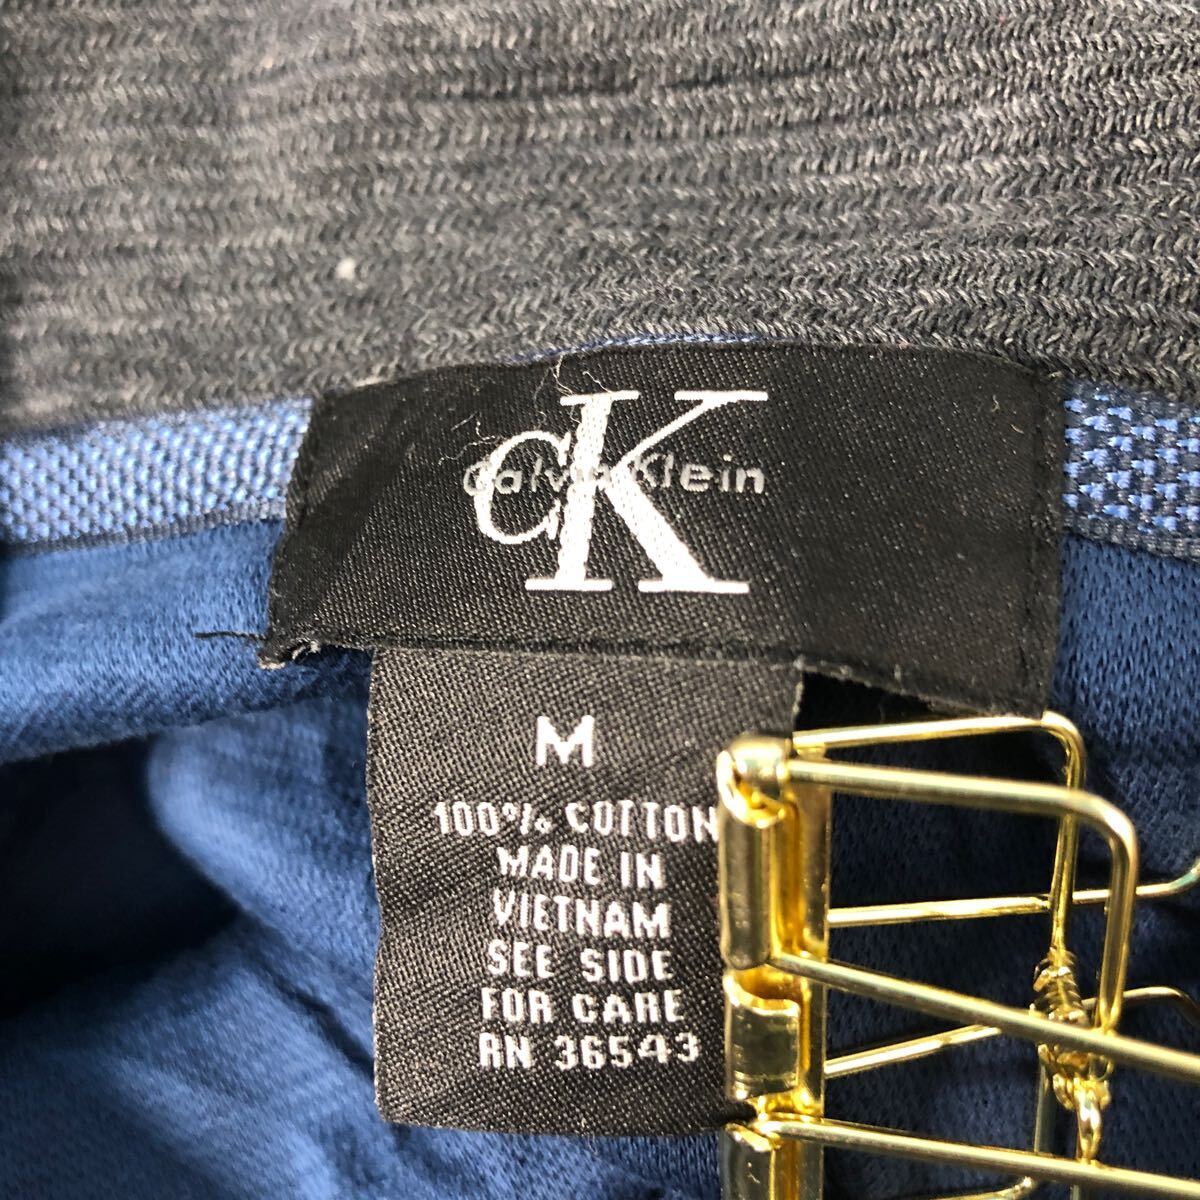 cK
Calvin Klein
M
100% COTTON
MADE IN
VIETNAM
SEE SIDE
FOR CARE
RN 36543